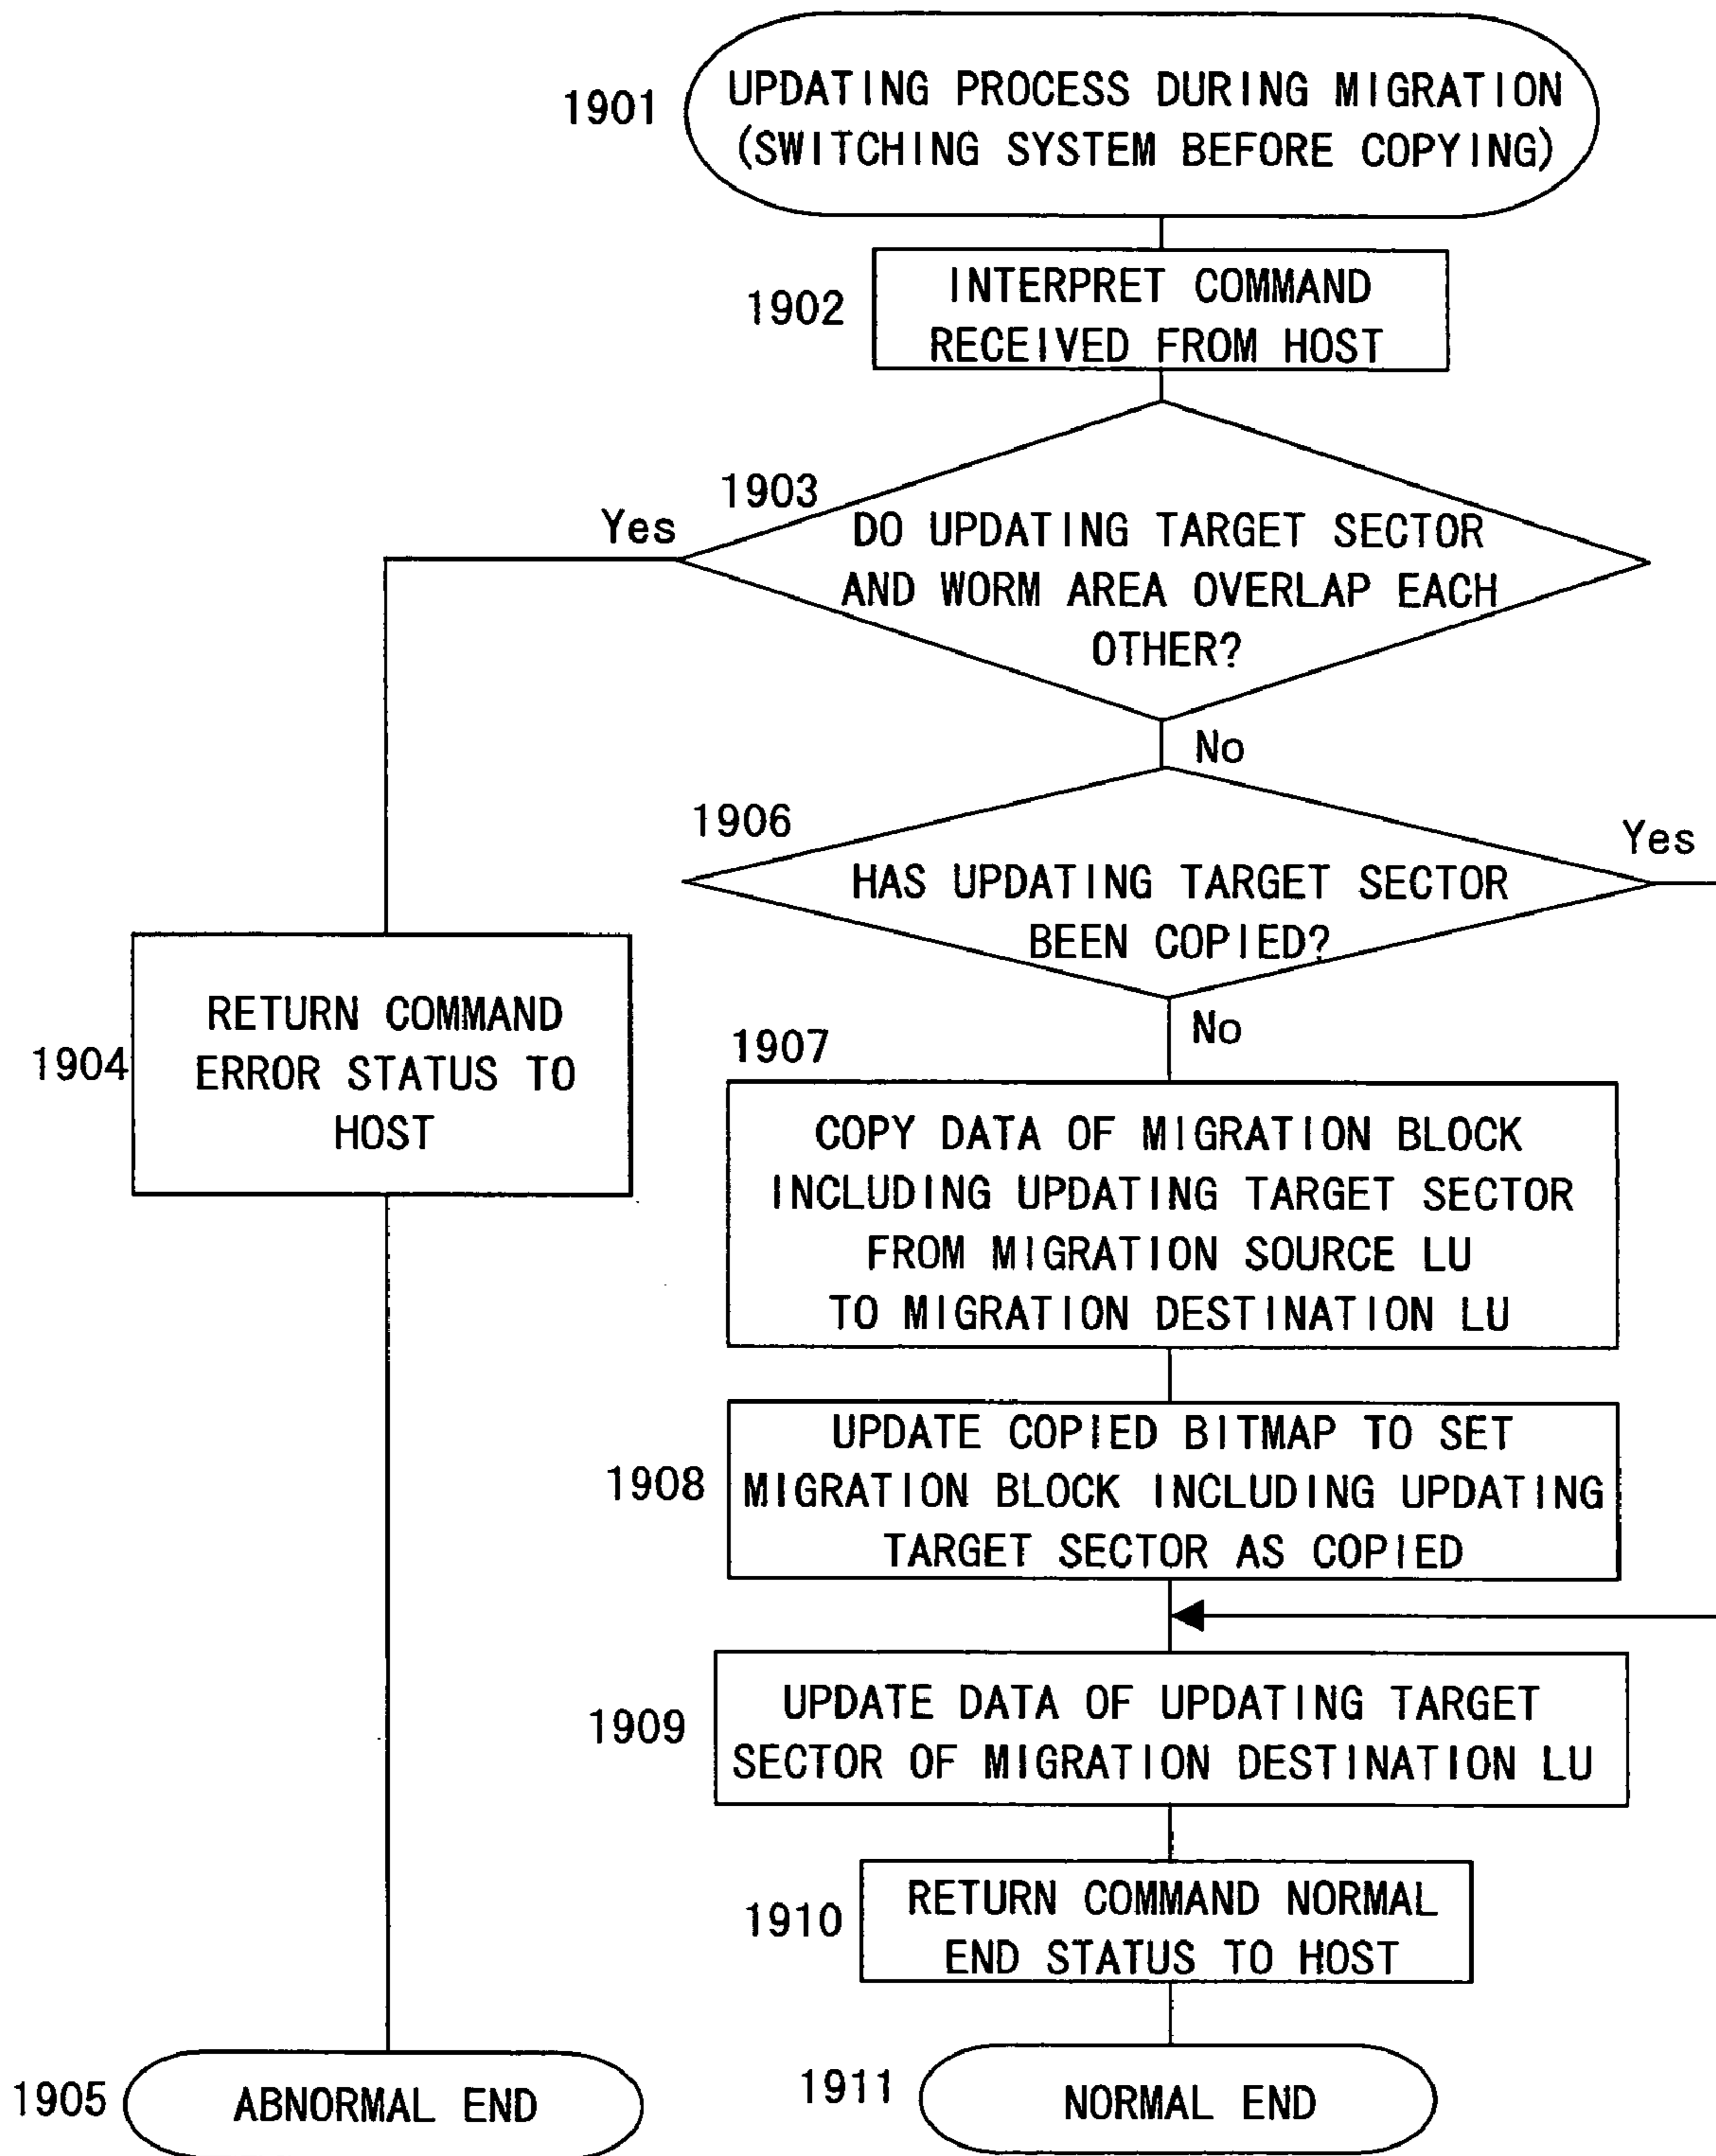 1901
UPDATING PROCESS DURING MIGRATION
(SWITCHING SYSTEM BEFORE COPYING)
1902
INTERPRET COMMAND
RECEIVED FROM HOST
1903
Yes
DO UPDATING TARGET SECTOR
AND WORM AREA OVERLAP EACH
OTHER?
No
1906
Yes
HAS UPDATING TARGET SECTOR
BEEN COPIED?
No
1904
RETURN COMMAND
ERROR STATUS TO
HOST
1907
COPY DATA OF MIGRATION BLOCK
INCLUDING UPDATING TARGET SECTOR
FROM MIGRATION SOURCE LU
TO MIGRATION DESTINATION LU
1908
UPDATE COPIED BITMAP TO SET
MIGRATION BLOCK INCLUDING UPDATING
TARGET SECTOR AS COPIED
1909
UPDATE DATA OF UPDATING TARGET
SECTOR OF MIGRATION DESTINATION LU
1910
RETURN COMMAND NORMAL
END STATUS TO HOST
1905
ABNORMAL END
1911
NORMAL END